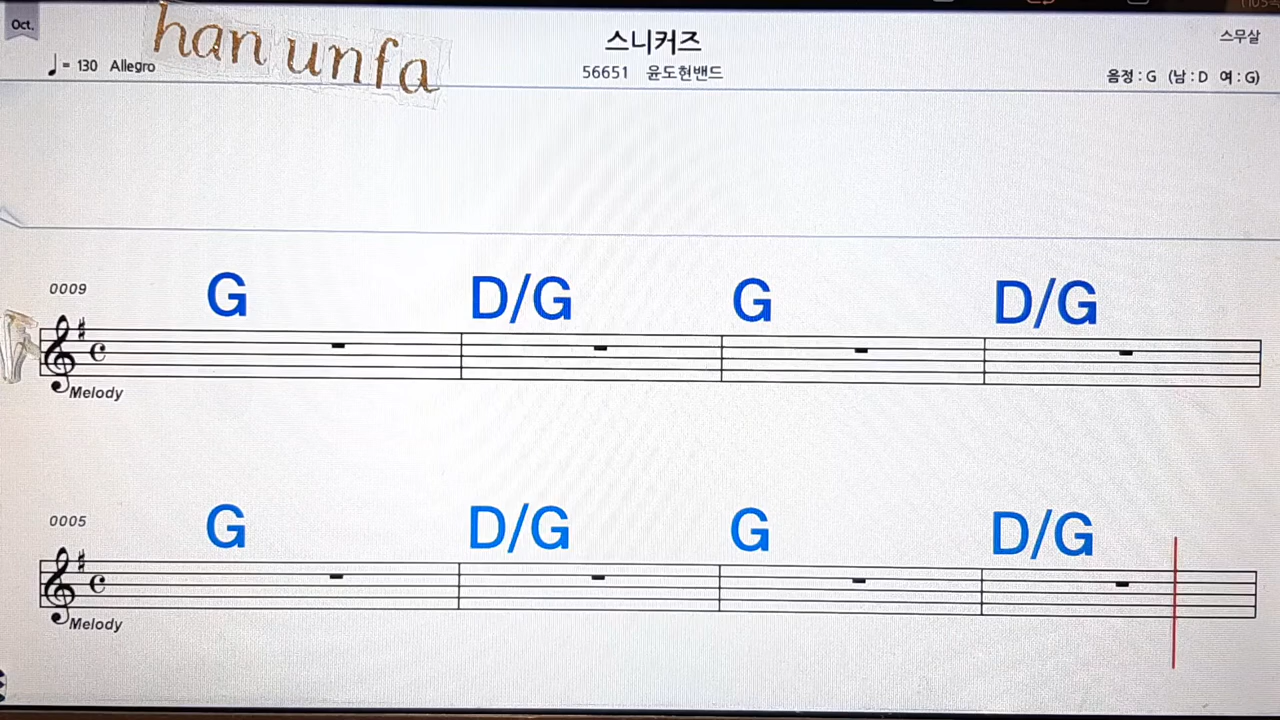 Oct.
han unfa
스니커즈
스무살
♩ = 130 Allegro
56651 윤도현밴드
음정 : G (남 : D 여 : G)
0009
G D/G G D/G
Melody
0005
G D/G G D/G
Melody